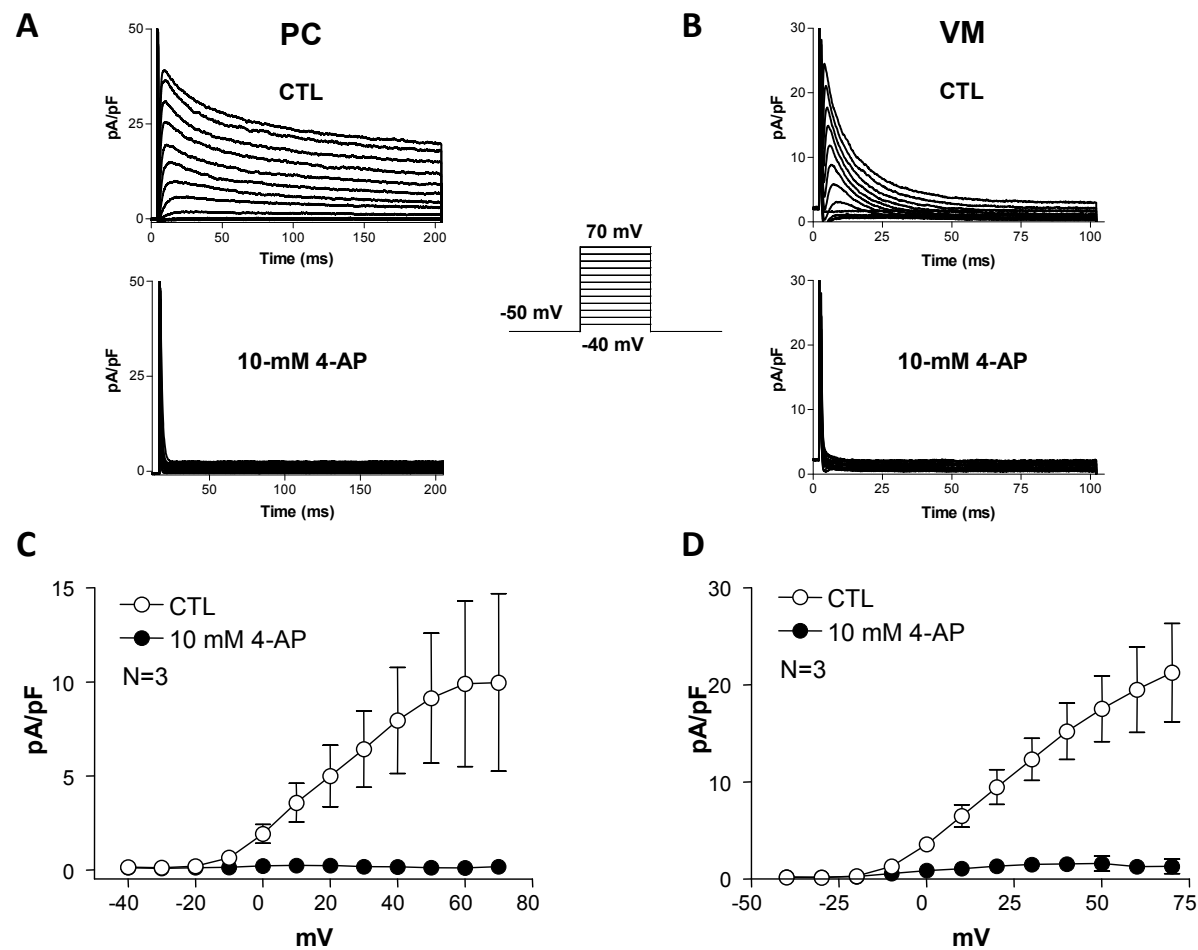 A
PC
CTL
50
25
0
pA/pF
0 50 100 150 200
Time (ms)
B
VM
CTL
30
20
10
0
pA/pF
0 25 50 75 100
Time (ms)
70 mV
-50 mV
-40 mV
10-mM 4-AP
50
25
0
pA/pF
50 100 150 200
Time (ms)
10-mM 4-AP
30
20
10
0
pA/pF
0 25 50 75 100
Time (ms)
C
CTL
10 mM 4-AP
N=3
15
10
5
0
pA/pF
-40 -20 0 20 40 60 80
mV
D
CTL
10 mM 4-AP
N=3
30
20
10
0
pA/pF
-50 -25 0 25 50 75
mV